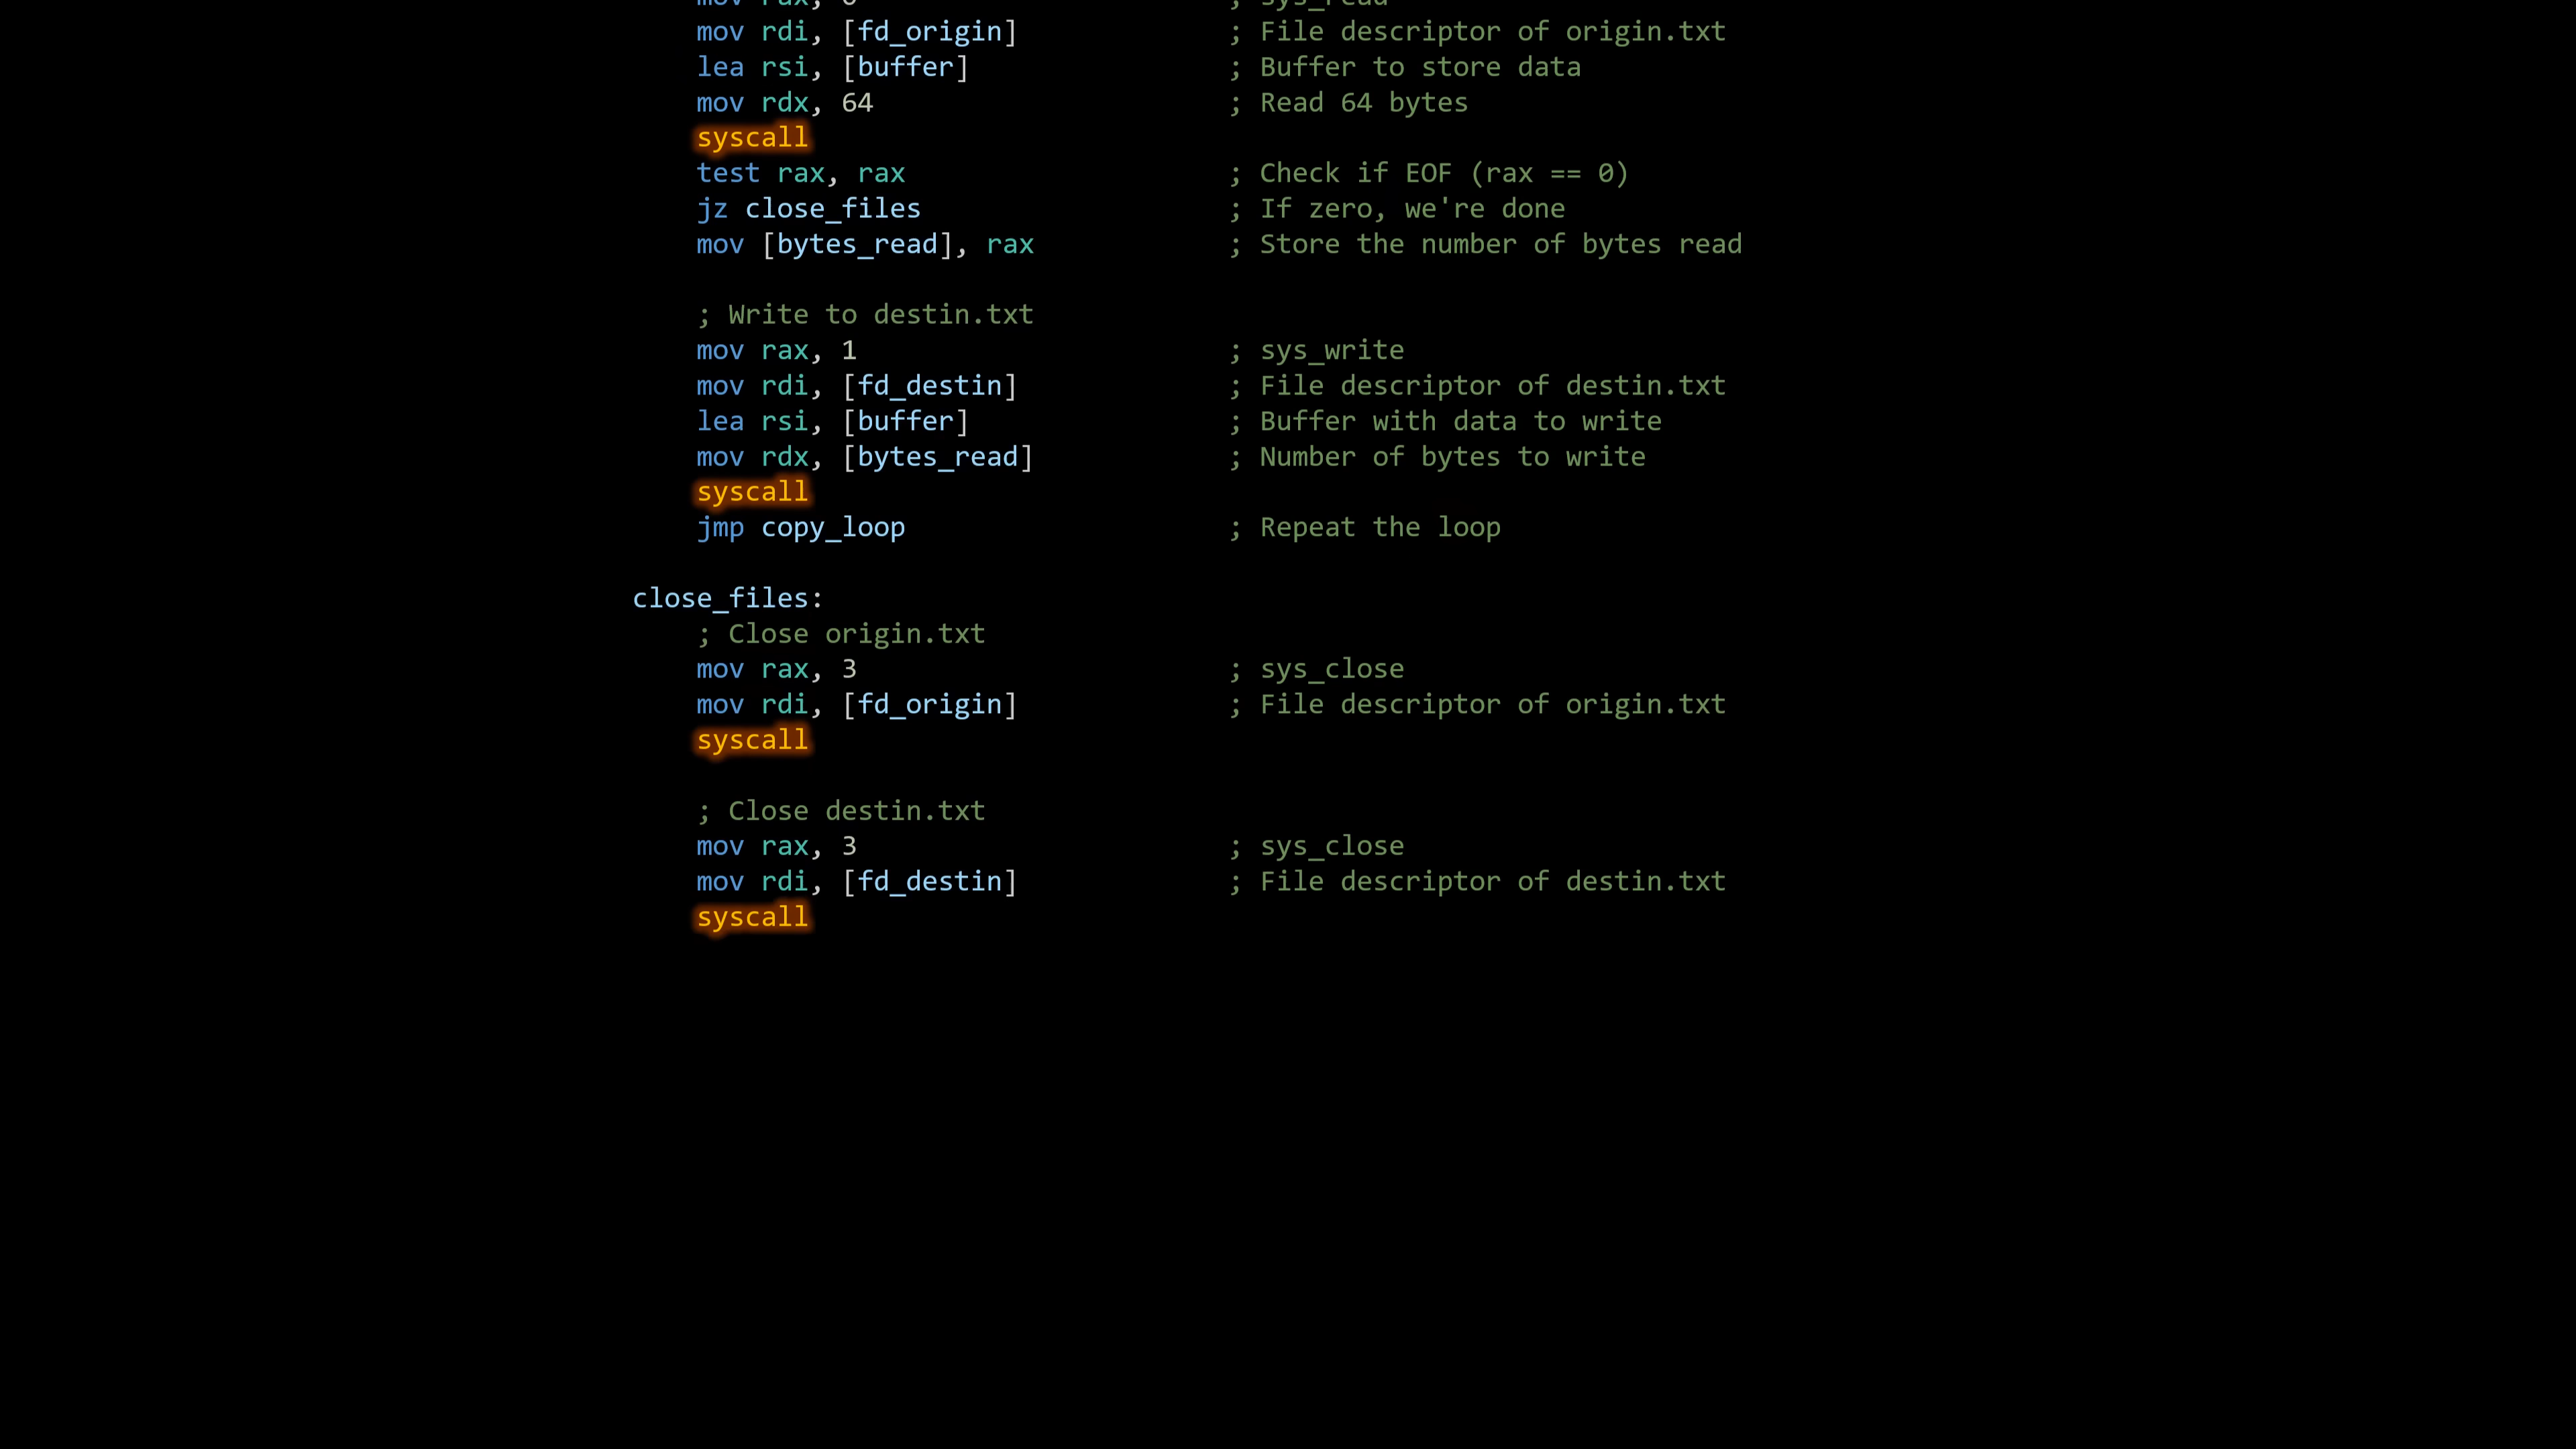 mov rax, 0 ; sys_read
mov rdi, [fd_origin] ; File descriptor of origin.txt
lea rsi, [buffer] ; Buffer to store data
mov rdx, 64 ; Read 64 bytes
syscall
test rax, rax ; Check if EOF (rax == 0)
jz close_files ; If zero, we're done
mov [bytes_read], rax ; Store the number of bytes read
; Write to destin.txt
mov rax, 1 ; sys_write
mov rdi, [fd_destin] ; File descriptor of destin.txt
lea rsi, [buffer] ; Buffer with data to write
mov rdx, [bytes_read] ; Number of bytes to write
syscall
jmp copy_loop ; Repeat the loop
close_files:
; Close origin.txt
mov rax, 3 ; sys_close
mov rdi, [fd_origin] ; File descriptor of origin.txt
syscall
; Close destin.txt
mov rax, 3 ; sys_close
mov rdi, [fd_destin] ; File descriptor of destin.txt
syscall